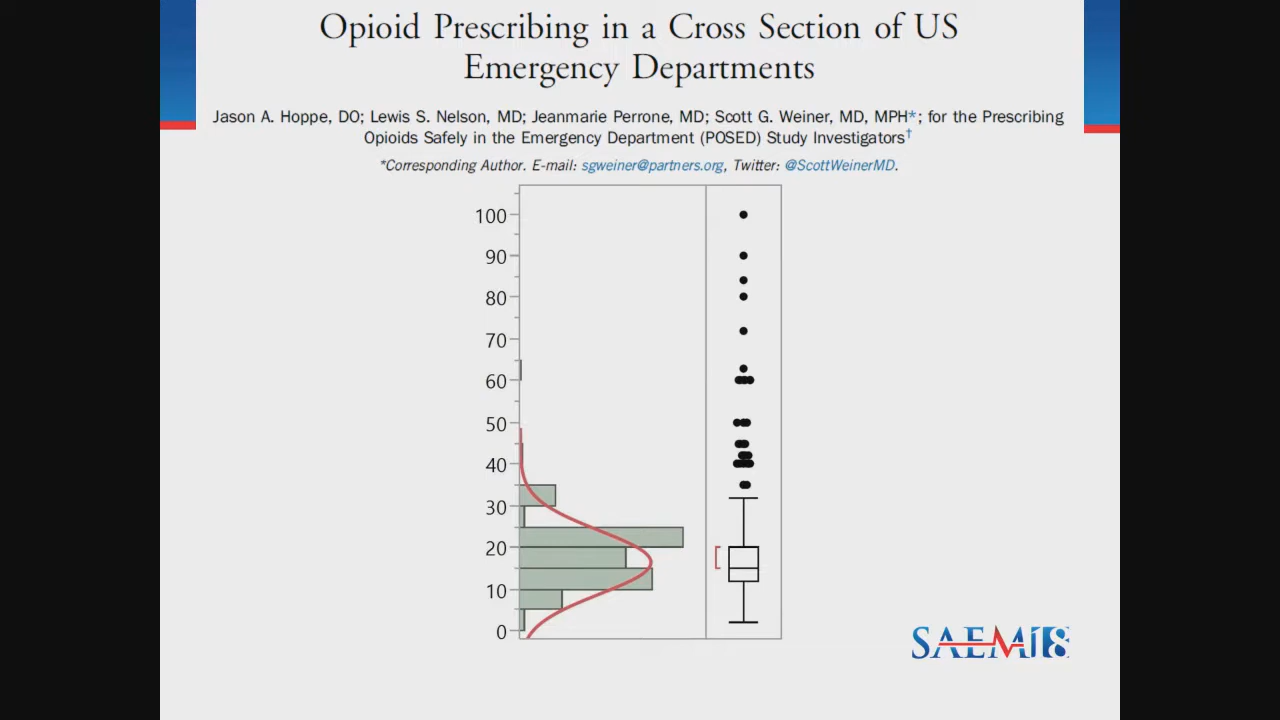 Opioid Prescribing in a Cross Section of US
Emergency Departments
Jason A. Hoppe, DO; Lewis S. Nelson, MD; Jeanmarie Perrone, MD; Scott G. Weiner, MD, MPH*; for the Prescribing
Opioids Safely in the Emergency Department (POSED) Study Investigators†
*Corresponding Author. E-mail: sgweiner@partners.org, Twitter: @ScottWeinerMD.
100
90
80
70
60
50
40
30
20
10
0
SAEM18